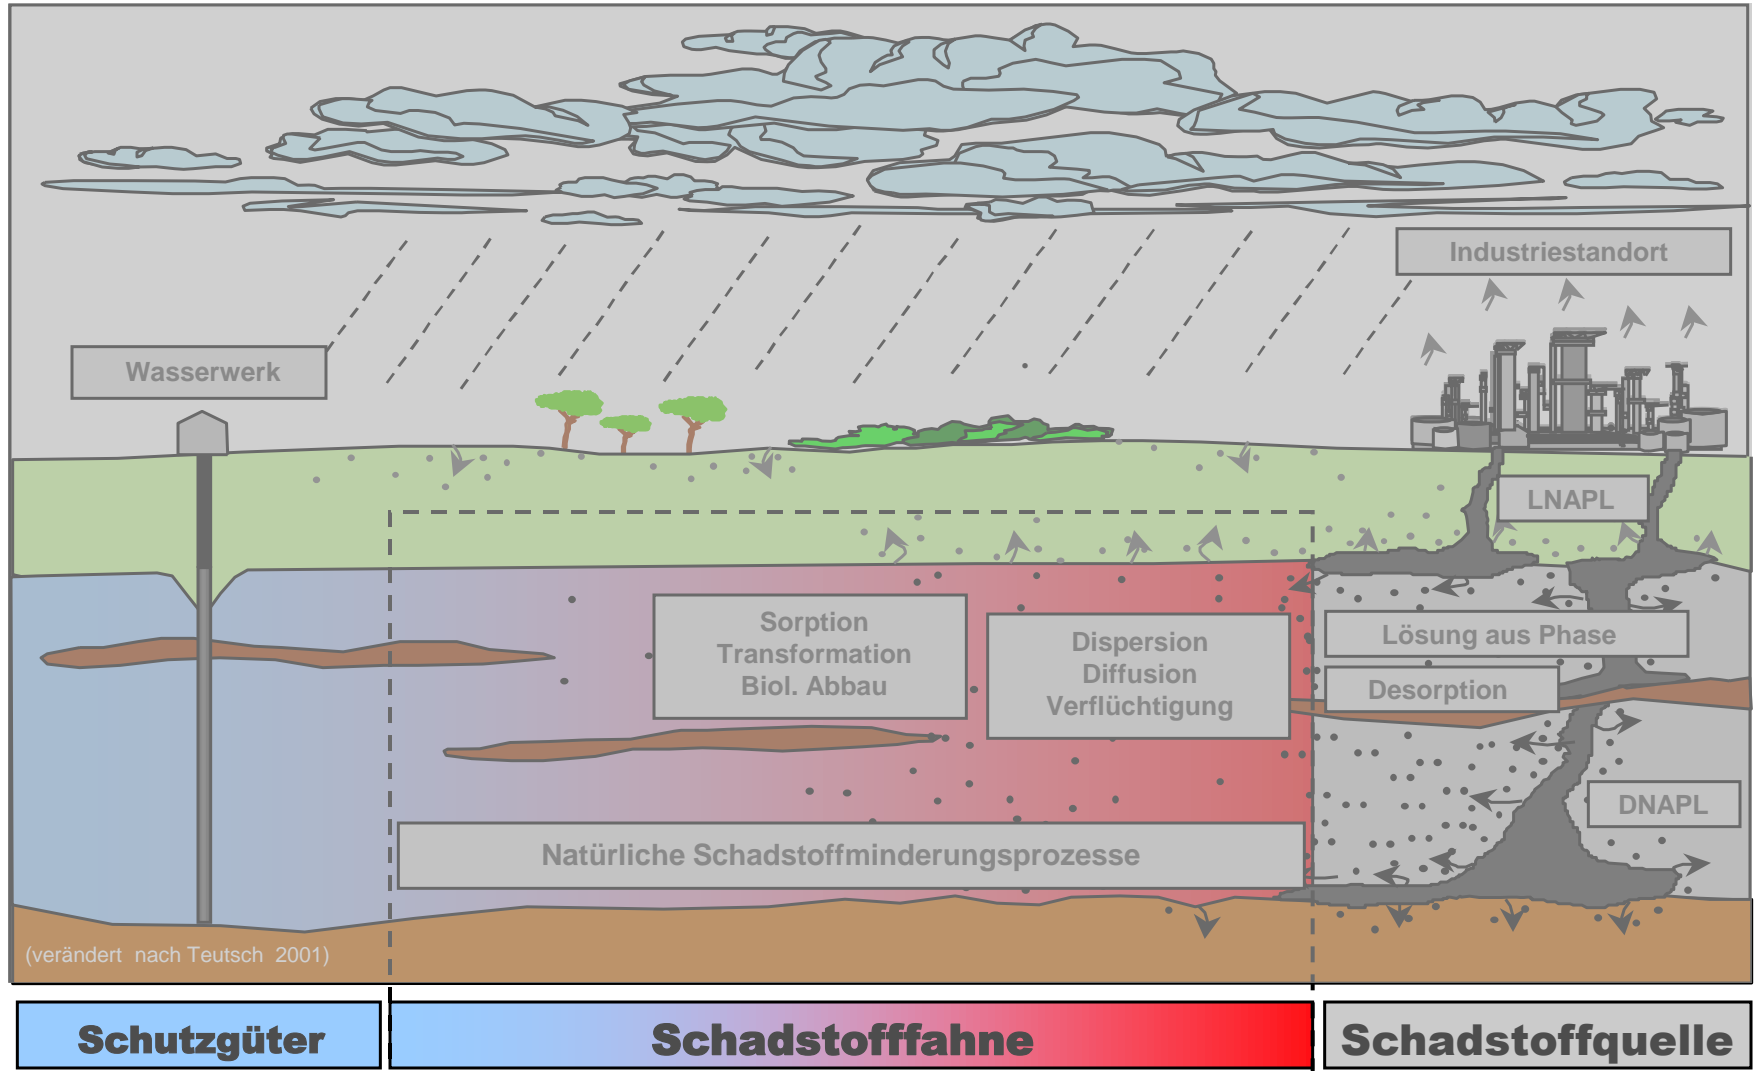 Industriestandort
Wasserwerk
LNAPL
Sorption
Transformation
Biol. Abbau
Dispersion
Diffusion
Verflüchtigung
Lösung aus Phase
Desorption
DNAPL
Natürliche Schadstoffminderungsprozesse
(verändert nach Teutsch 2001)
Schutzgüter
Schadstofffahne
Schadstoffquelle